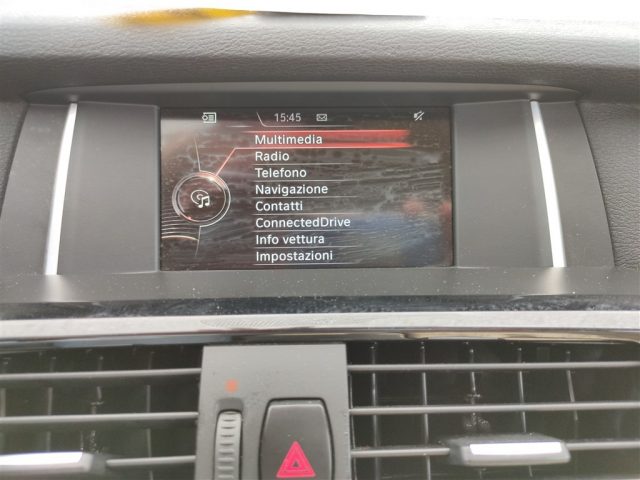 15:45
Multimedia
Radio
Telefono
Navigazione
Contatti
ConnectedDrive
Info vettura
Impostazioni